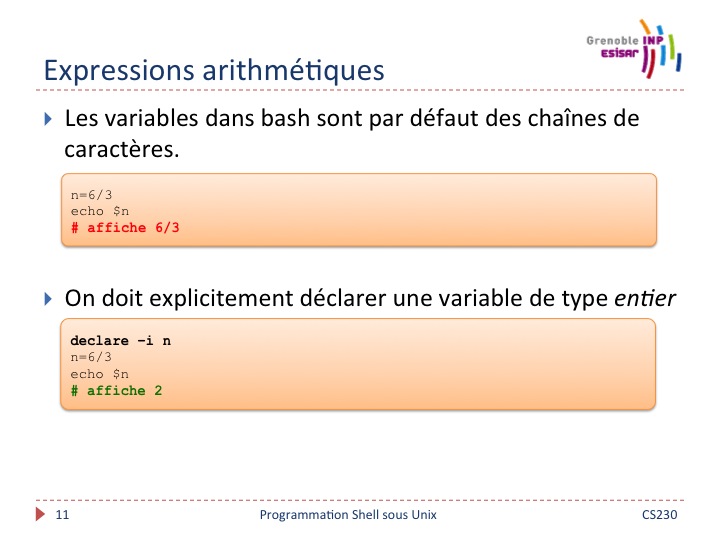 Grenoble INP
ESISAR
Expressions arithmétiques
Les variables dans bash sont par défaut des chaînes de
caractères.
n=6/3
echo $n
# affiche 6/3
On doit explicitement déclarer une variable de type entier
declare –i n
n=6/3
echo $n
# affiche 2
11 Programmation Shell sous Unix CS230